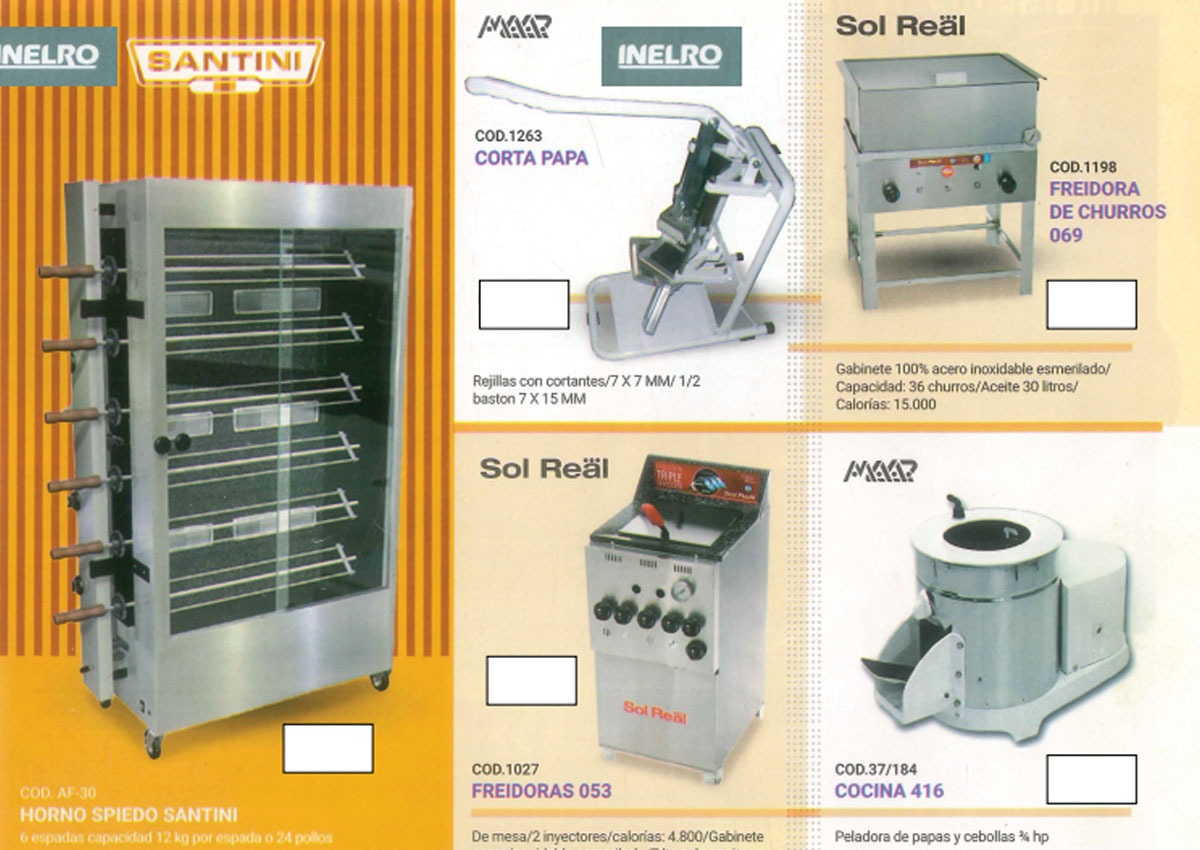 INELRO
SANTINI
COD. AF-30
HORNO SPIEDO SANTINI
6 espadas capacidad 12 kg por espada o 24 pollos
MAAR
INELRO
COD.1263
CORTA PAPA
Rejillas con cortantes/7 X 7 MM/ 1/2
baston 7 X 15 MM
Sol Reäl
COD.1198
FREIDORA
DE CHURROS
069
Gabinete 100% acero inoxidable esmerilado/
Capacidad: 36 churros/Aceite 30 litros/
Calorías: 15.000
Sol Reäl
TRIPLE
Sol Reäl
Sol Reäl
COD.1027
FREIDORAS 053
De mesa/2 inyectores/calorías: 4.800/Gabinete
MAAR
COD.37/184
COCINA 416
Peladora de papas y cebollas ¾ hp